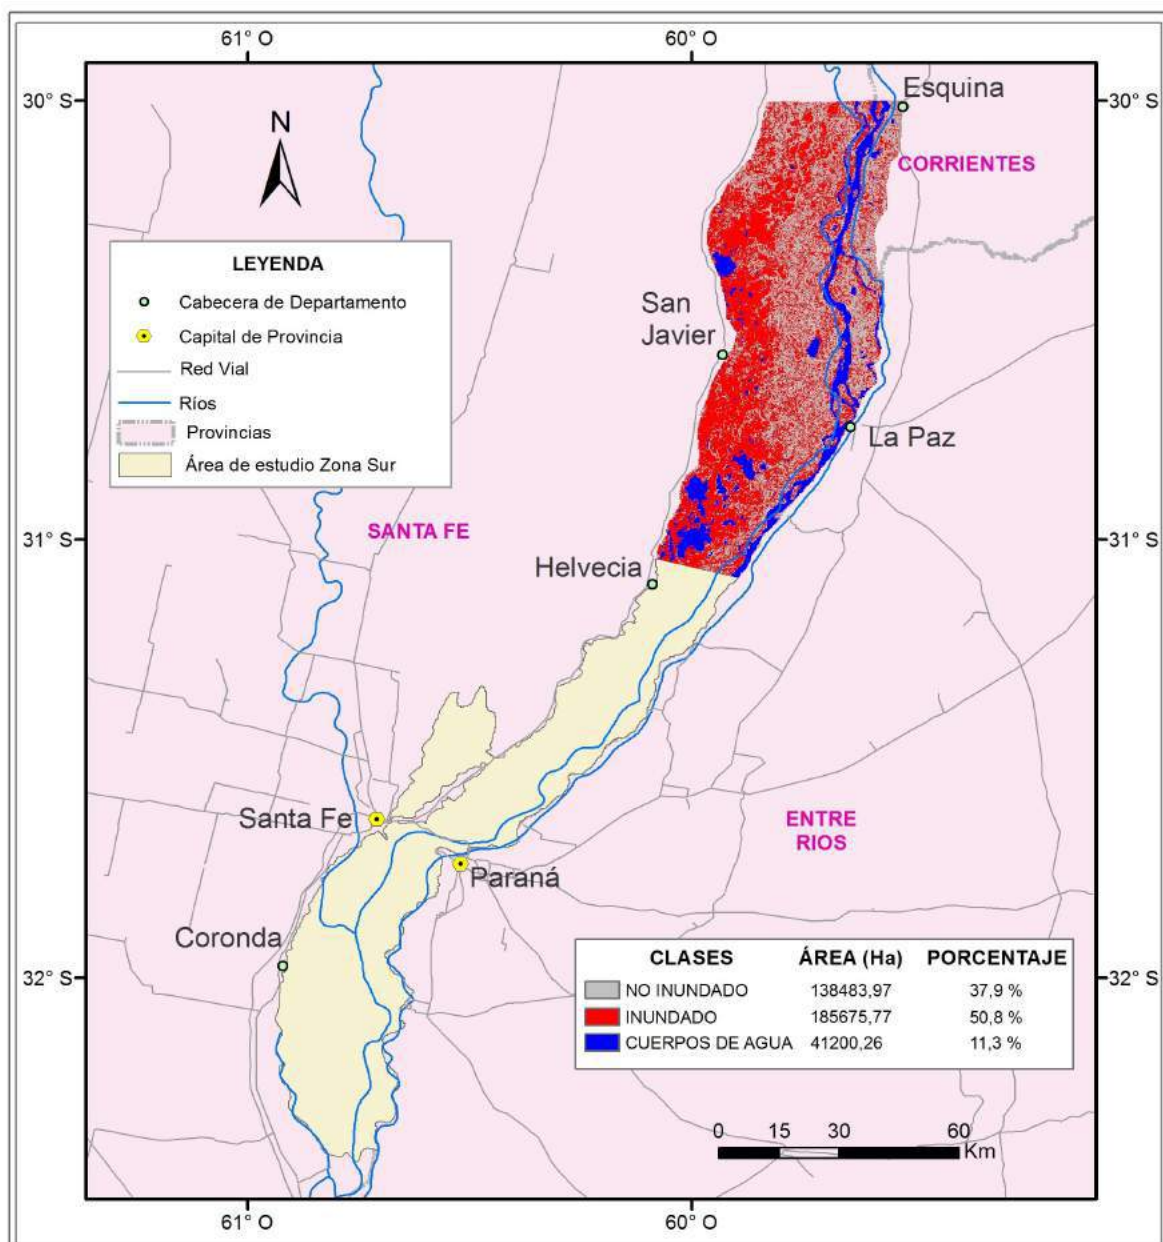 61° O
60° O
30° S
30° S
Esquina
CORRIENTES
N
LEYENDA
Cabecera de Departamento
Capital de Provincia
Red Vial
Ríos
Provincias
Área de estudio Zona Sur
San
Javier
La Paz
SANTA FE
31° S
31° S
Helvecia
Santa Fe
ENTRE
RIOS
Paraná
Coronda
32° S
32° S
CLASES ÁREA (Ha) PORCENTAJE
NO INUNDADO 138483,97 37,9 %
INUNDADO 185675,77 50,8 %
CUERPOS DE AGUA 41200,26 11,3 %
0 15 30 60
Km
61° O
60° O